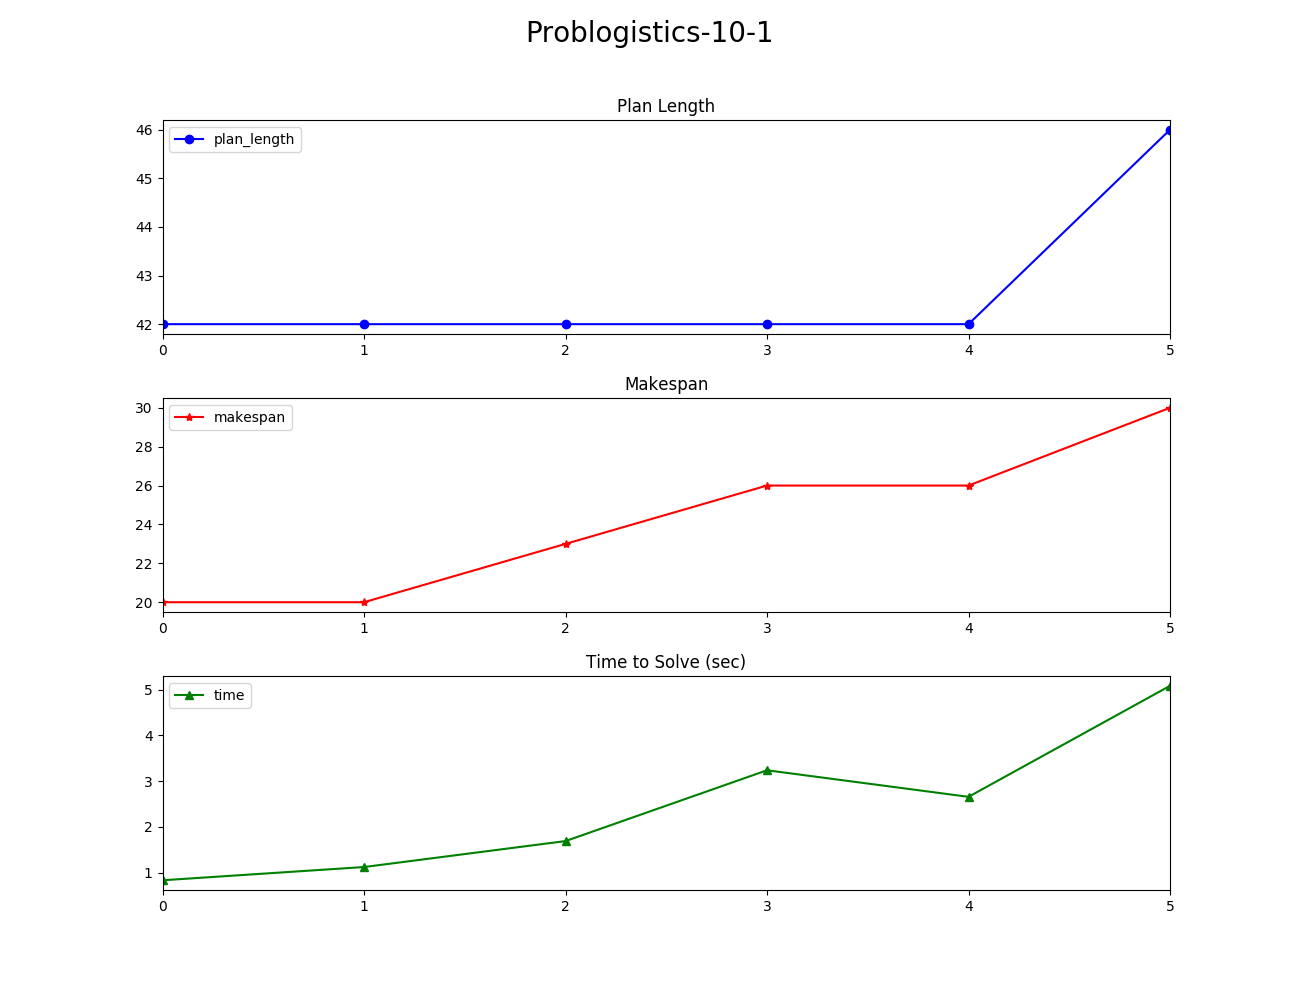 Problogistics-10-1
Plan Length
plan_length
46
45
44
43
42
0 1 2 3 4 5
Makespan
makespan
30
28
26
24
22
20
0 1 2 3 4 5
Time to Solve (sec)
time
5
4
3
2
1
0 1 2 3 4 5